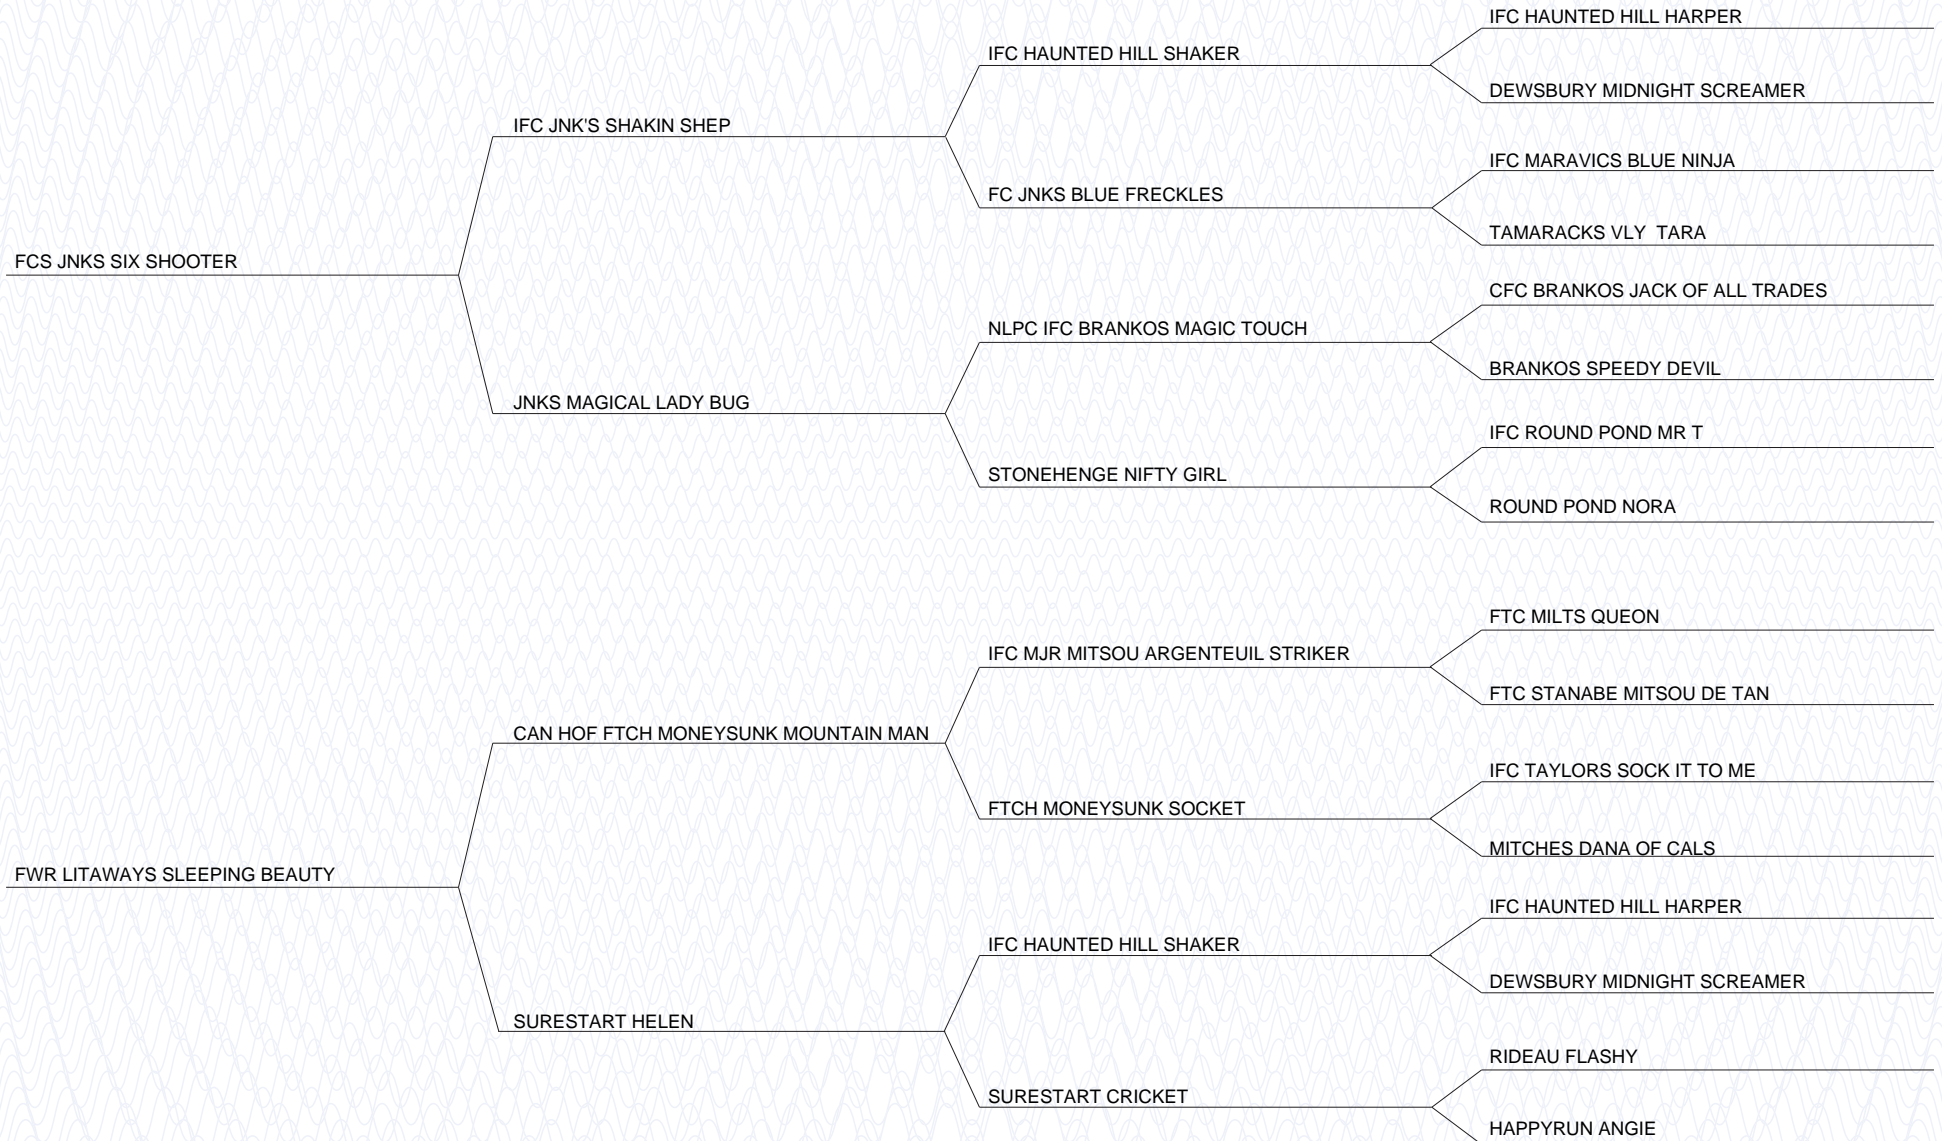 IFC HAUNTED HILL HARPER
IFC HAUNTED HILL SHAKER
DEWSBURY MIDNIGHT SCREAMER
IFC JNK'S SHAKIN SHEP
IFC MARAVICS BLUE NINJA
FC JNKS BLUE FRECKLES
TAMARACKS VLY  TARA
FCS JNKS SIX SHOOTER
CFC BRANKOS JACK OF ALL TRADES
NLPC IFC BRANKOS MAGIC TOUCH
BRANKOS SPEEDY DEVIL
JNKS MAGICAL LADY BUG
IFC ROUND POND MR T
STONEHENGE NIFTY GIRL
ROUND POND NORA
FTC MILTS QUEON
IFC MJR MITSOU ARGENTEUIL STRIKER
FTC STANABE MITSOU DE TAN
CAN HOF FTCH MONEYSUNK MOUNTAIN MAN
IFC TAYLORS SOCK IT TO ME
FTCH MONEYSUNK SOCKET
MITCHES DANA OF CALS
FWR LITAWAYS SLEEPING BEAUTY
IFC HAUNTED HILL HARPER
IFC HAUNTED HILL SHAKER
DEWSBURY MIDNIGHT SCREAMER
SURESTART HELEN
RIDEAU FLASHY
SURESTART CRICKET
HAPPYRUN ANGIE